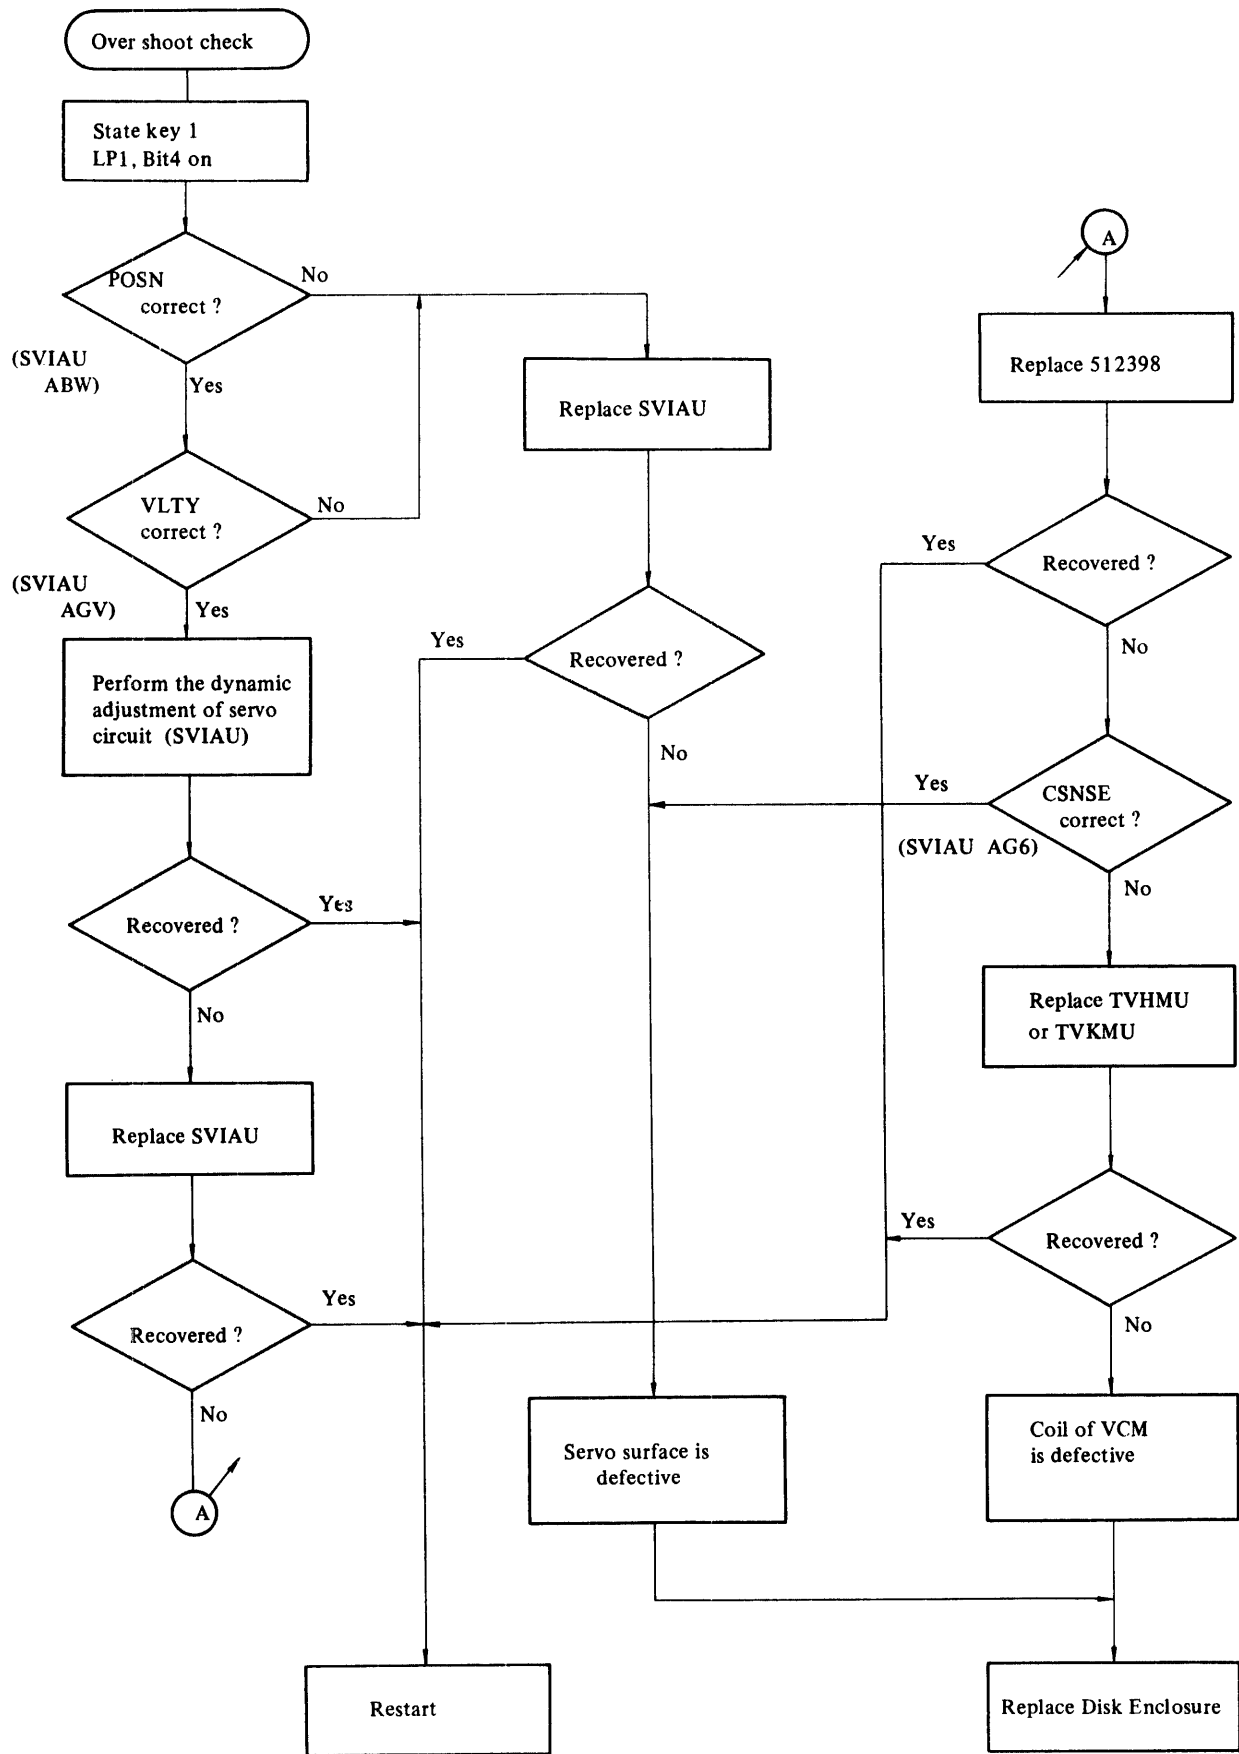 Over shoot check
State key 1
LP1, Bit4 on
POSN
correct ?
No
(SVIAU
ABW)
Yes
VLTY
correct ?
No
(SVIAU
AGV)
Yes
Perform the dynamic
adjustment of servo
circuit (SVIAU)
Recovered ?
Yes
No
Replace SVIAU
Recovered ?
Yes
No
A
Replace SVIAU
Recovered ?
Yes
No
Servo surface is
defective
Restart
A
Replace 512398
Recovered ?
Yes
No
CSNSE
correct ?
Yes
(SVIAU AG6)
No
Replace TVHMU
or TVKMU
Recovered ?
Yes
No
Coil of VCM
is defective
Replace Disk Enclosure